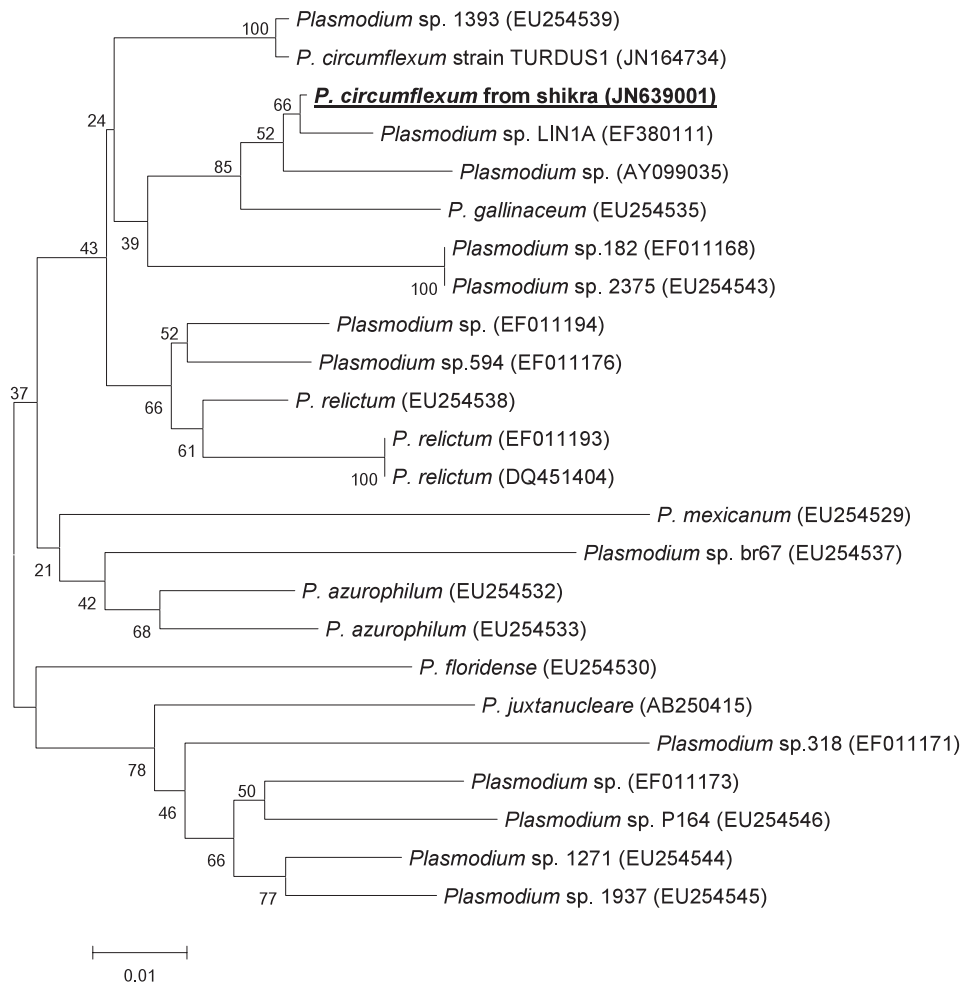 Plasmodium sp. 1393 (EU254539)
100
P. circumflexum strain TURDUS1 (JN164734)
P. circumflexum from shikra (JN639001)
66
24
Plasmodium sp. LIN1A (EF380111)
52
85
Plasmodium sp. (AY099035)
P. gallinaceum (EU254535)
39
43
Plasmodium sp.182 (EF011168)
100
Plasmodium sp. 2375 (EU254543)
Plasmodium sp. (EF011194)
52
Plasmodium sp.594 (EF011176)
37
66
P. relictum (EU254538)
61
P. relictum (EF011193)
100
P. relictum (DQ451404)
P. mexicanum (EU254529)
21
Plasmodium sp. br67 (EU254537)
42
P. azurophilum (EU254532)
68
P. azurophilum (EU254533)
P. floridense (EU254530)
P. juxtanucleare (AB250415)
78
Plasmodium sp.318 (EF011171)
46
50
Plasmodium sp. (EF011173)
Plasmodium sp. P164 (EU254546)
66
Plasmodium sp. 1271 (EU254544)
77
Plasmodium sp. 1937 (EU254545)
0.01